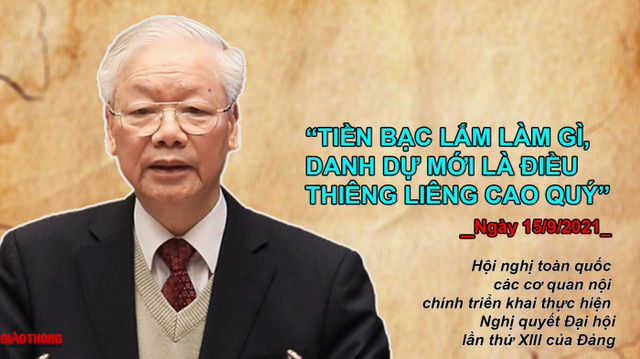 “TIỀN BẠC LẮM LÀM GÌ,
DANH DỰ MỚI LÀ ĐIỀU
THIÊNG LIÊNG CAO QUÝ”
_Ngày 15/9/2021_
Hội nghị toàn quốc
các cơ quan nội
chính triển khai thực hiện
Nghị quyết Đại hội
lần thứ XIII của Đảng
GIAOTHÔNG